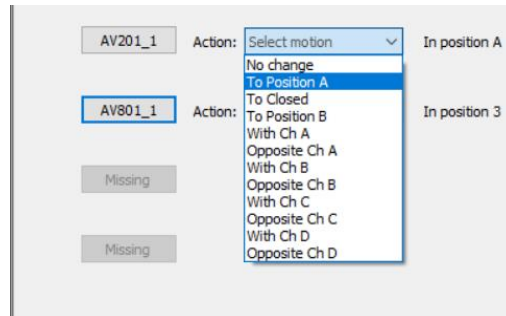 AV201_1 Action: Select motion In position A
No change
To Position A
To Closed
AV801_1 Action: To Position B In position 3
With Ch A
Opposite Ch A
With Ch B
Missing Opposite Ch B
With Ch C
Opposite Ch C
With Ch D
Missing Opposite Ch D